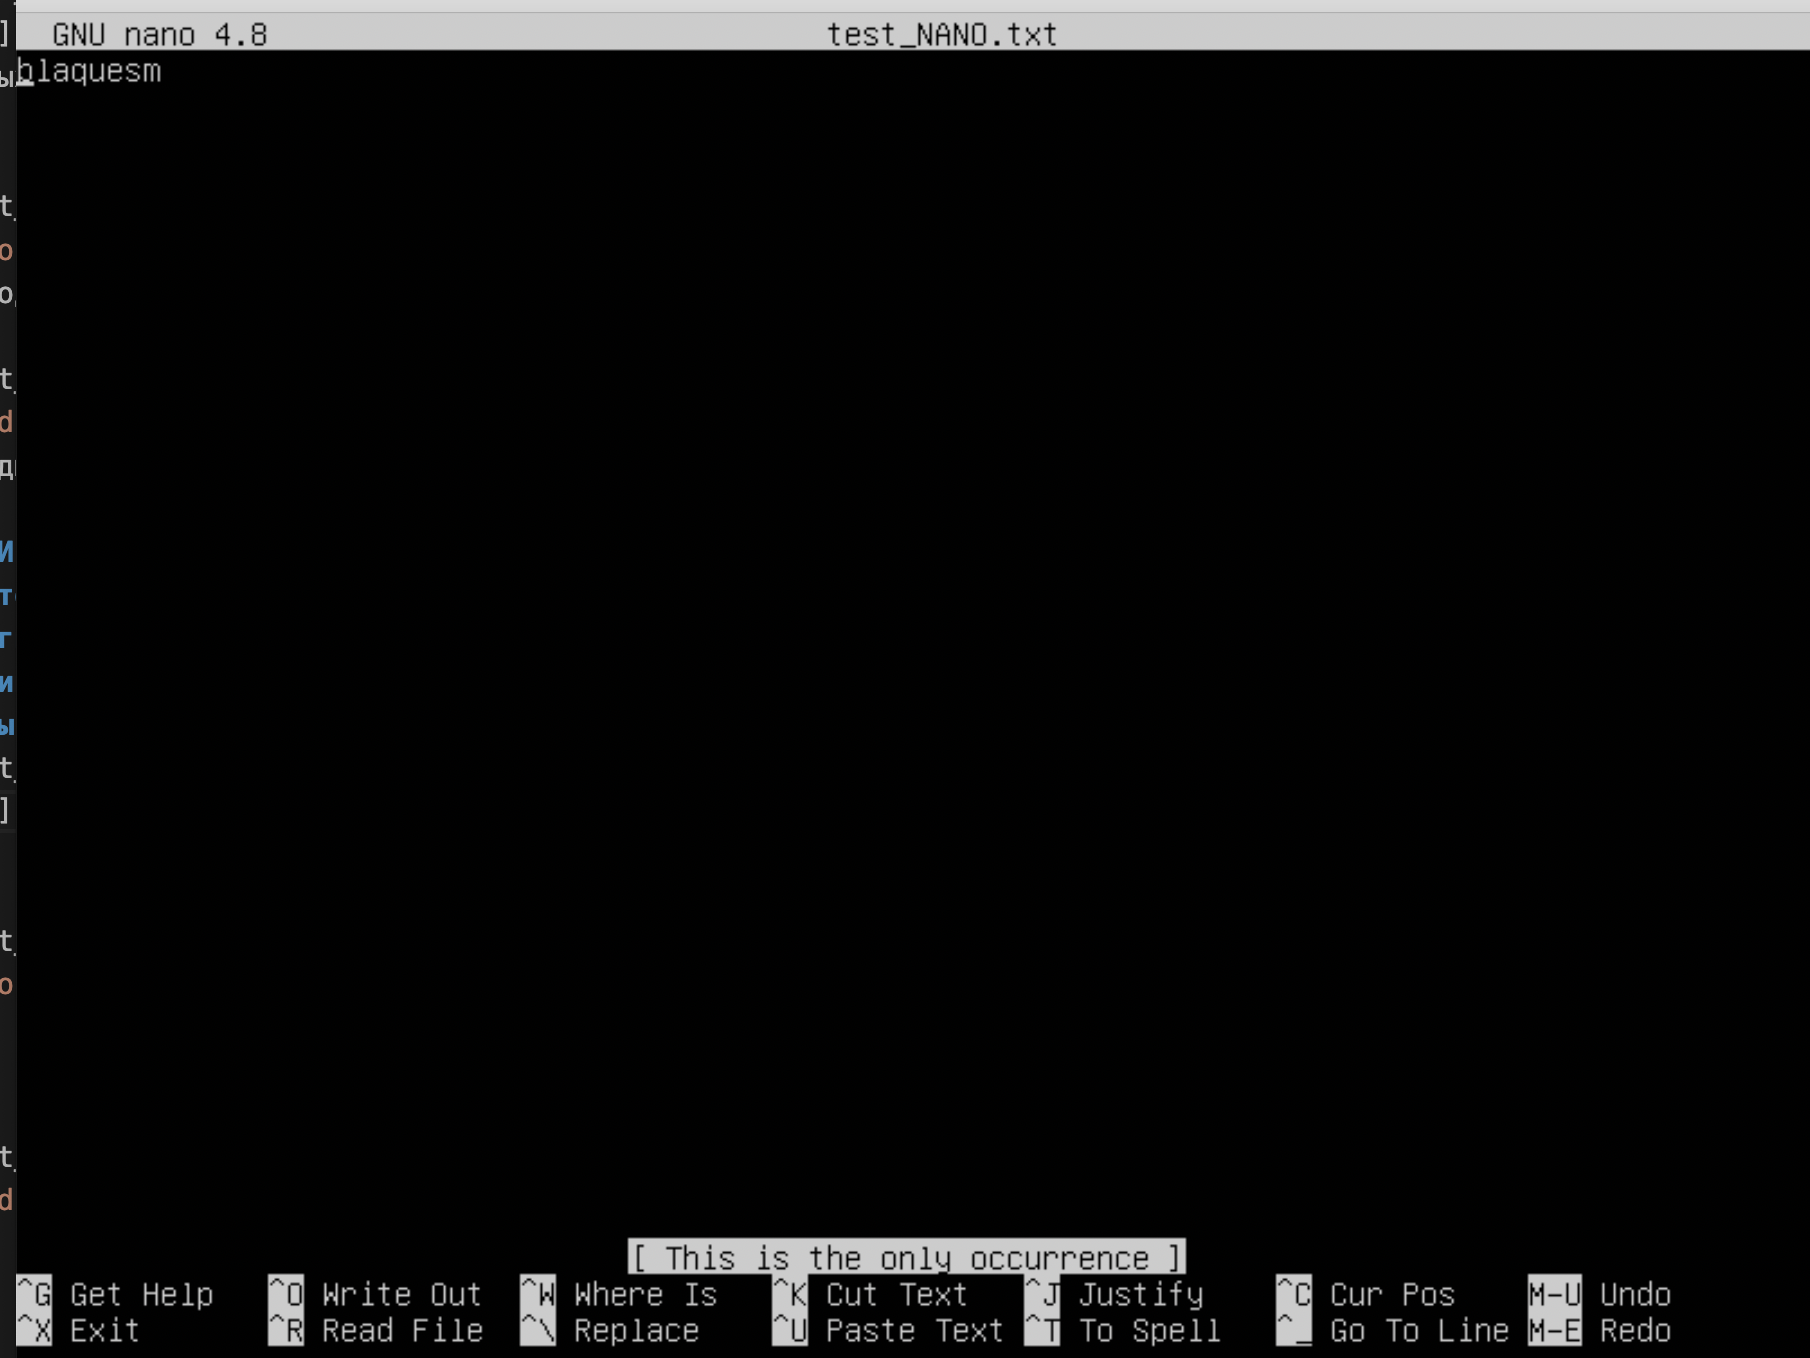 GNU nano 4.8 test_NANO.txt
blaquesm
[ This is the only occurrence ]
^G Get Help ^O Write Out ^W Where Is ^K Cut Text ^J Justify ^C Cur Pos M-U Undo
^X Exit ^R Read File ^\ Replace ^U Paste Text ^T To Spell ^_ Go To Line M-E Redo